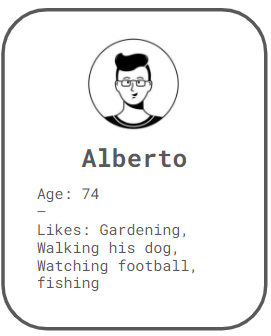 Alberto
Age: 74
–
Likes: Gardening,
Walking his dog,
Watching football,
fishing